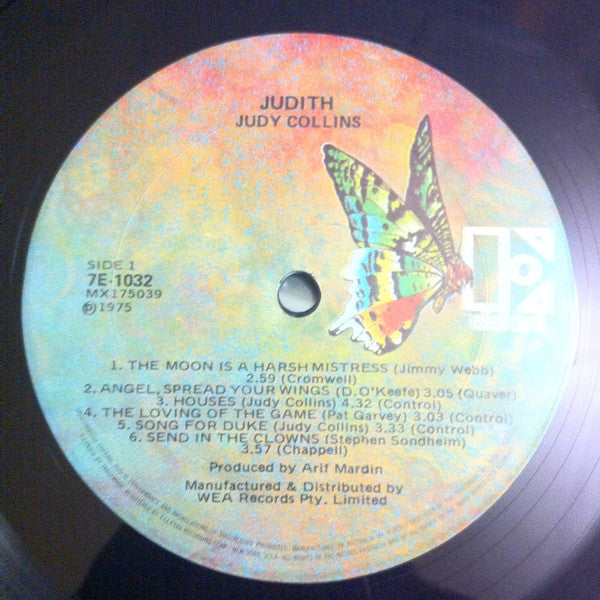 JUDITH
JUDY COLLINS
SIDE 1
7E-1032
MX175039
℗1975
1. THE MOON IS A HARSH MISTRESS (Jimmy Webb)
2.59 (Cromwell)
2. ANGEL, SPREAD YOUR WINGS (D. O'Keefe) 3.05 (Quaver)
3. HOUSES (Judy Collins) 4.32 (Control)
4. THE LOVING OF THE GAME (Pat Garvey) 3.03 (Control)
5. SONG FOR DUKE (Judy Collins) 3.33 (Control)
6. SEND IN THE CLOWNS (Stephen Sondheim)
3.57 (Chappell)
Produced by Arif Mardin
Manufactured & Distributed by
WEA Records Pty. Limited